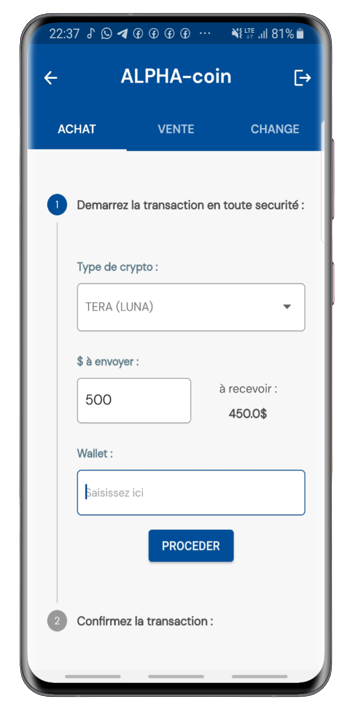 22:37
LTE
81%
ALPHA-coin
ACHAT VENTE CHANGE
1 Demarrez la transaction en toute securité :
Type de crypto :
TERA (LUNA)
$ à envoyer :
à recevoir :
500
450.0$
Wallet :
Saisissez ici
PROCEDER
2 Confirmez la transaction :